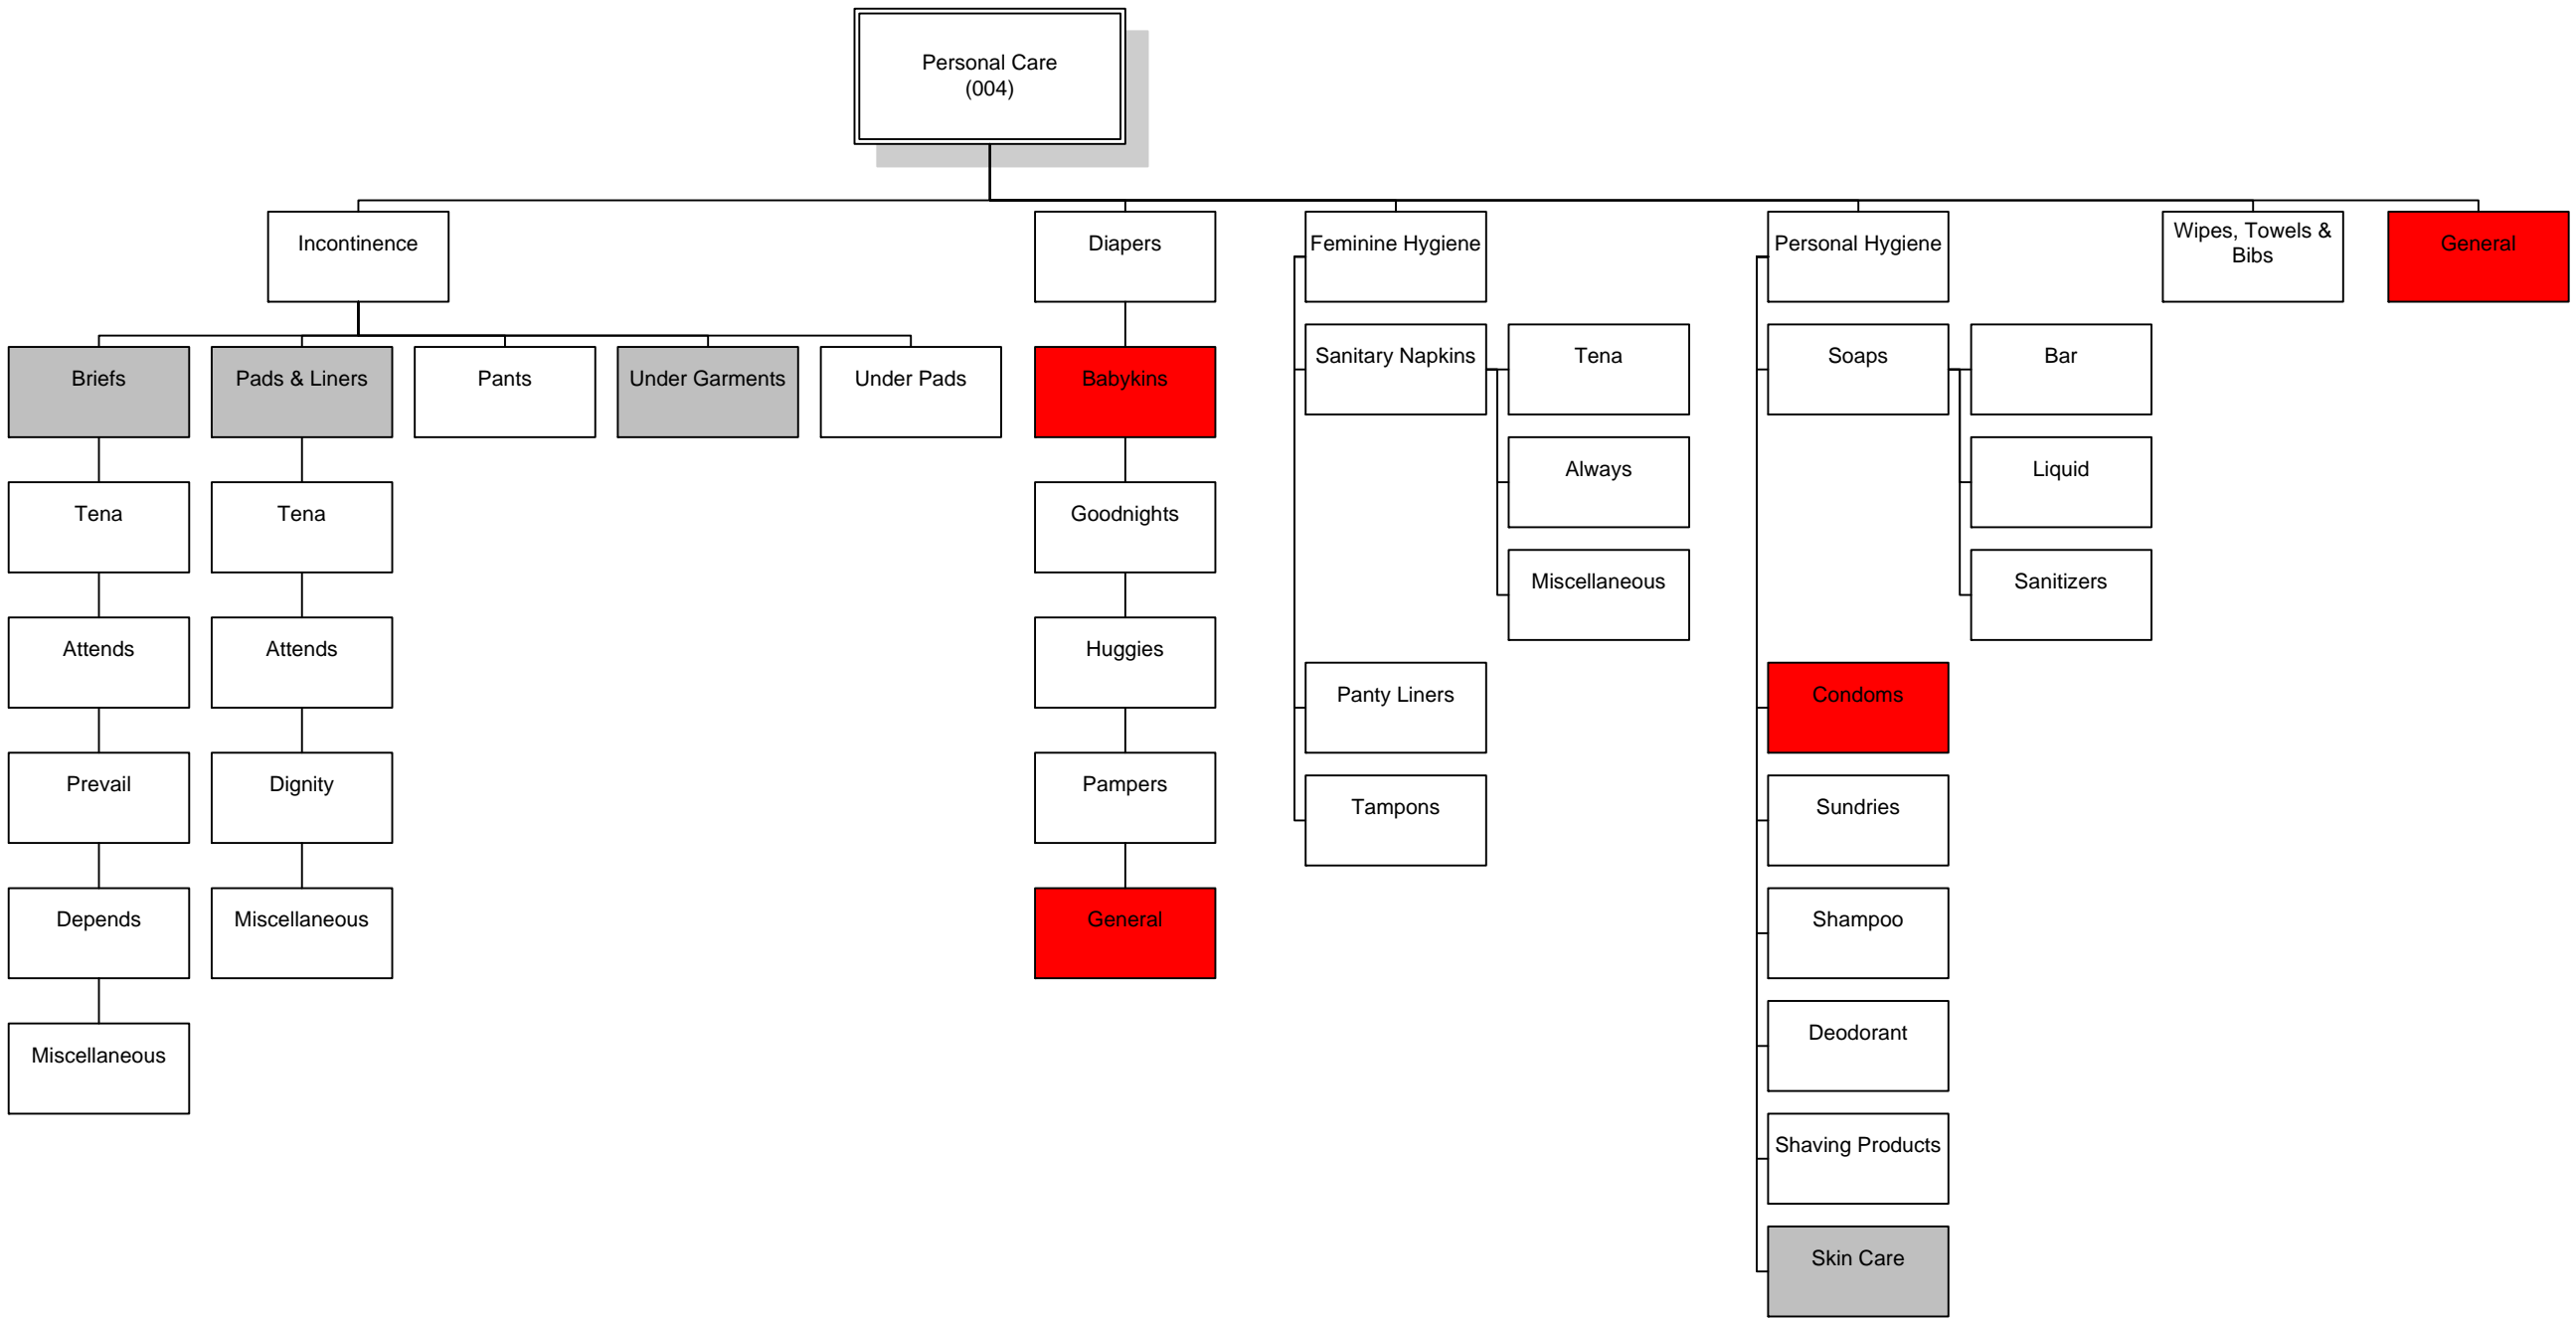 Personal Care
(004)
Incontinence
Diapers
Feminine Hygiene
Personal Hygiene
Wipes, Towels &
Bibs
General
Briefs
Pads & Liners
Pants
Under Garments
Under Pads
Babykins
Sanitary Napkins
Tena
Soaps
Bar
Tena
Tena
Goodnights
Always
Liquid
Miscellaneous
Sanitizers
Attends
Attends
Huggies
Panty Liners
Condoms
Prevail
Dignity
Pampers
Tampons
Sundries
Depends
Miscellaneous
General
Shampoo
Miscellaneous
Deodorant
Shaving Products
Skin Care